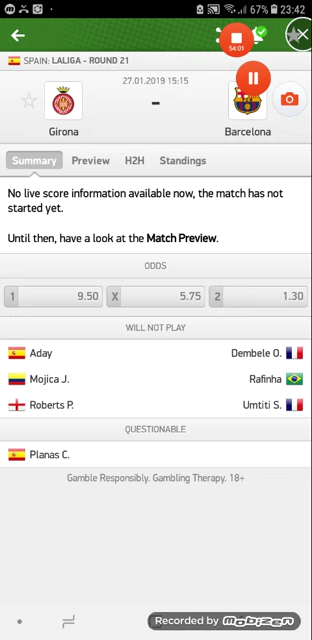 67% 23:42
54:01
SPAIN: LALIGA - ROUND 21
27.01.2019 15:15
-
Girona
Barcelona
Summary Preview H2H Standings
No live score information available now, the match has not
started yet.
Until then, have a look at the Match Preview.
ODDS
1 9.50 X 5.75 2 1.30
WILL NOT PLAY
Aday Dembele O.
Mojica J. Rafinha
Roberts P. Umtiti S.
QUESTIONABLE
Planas C.
Gamble Responsibly. Gambling Therapy. 18+
Recorded by Mobizen